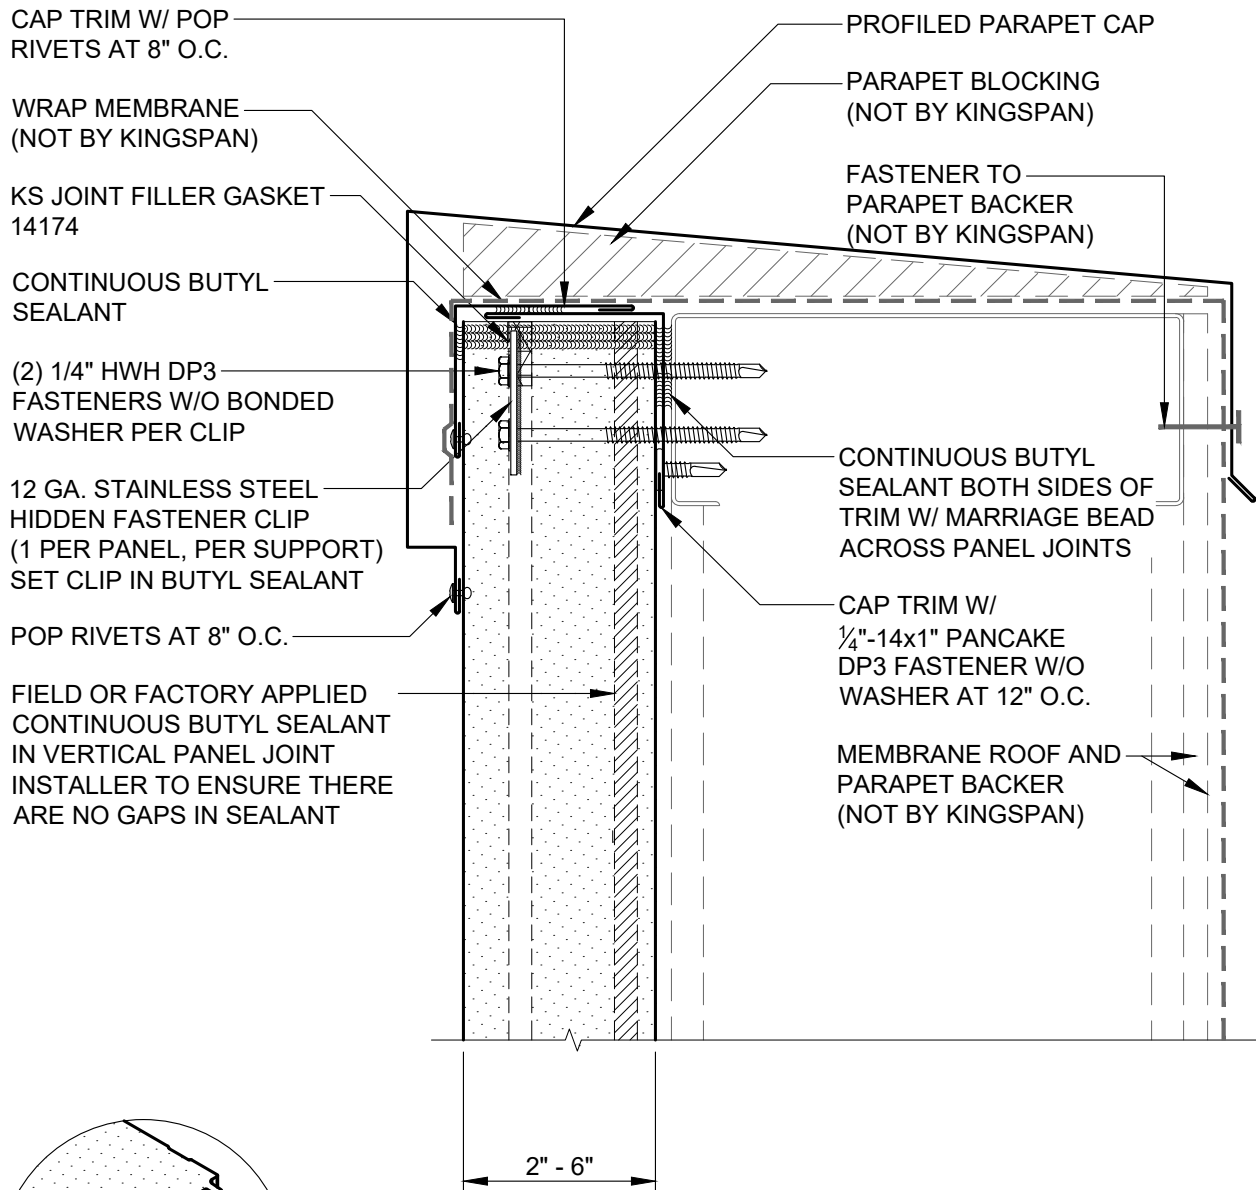 CAP TRIM W/ POP
RIVETS AT 8" O.C.
WRAP MEMBRANE
(NOT BY KINGSPAN)
KS JOINT FILLER GASKET
14174
CONTINUOUS BUTYL
SEALANT
(2) 1/4" HWH DP3
FASTENERS W/O BONDED
WASHER PER CLIP
12 GA. STAINLESS STEEL
HIDDEN FASTENER CLIP
(1 PER PANEL, PER SUPPORT)
SET CLIP IN BUTYL SEALANT
POP RIVETS AT 8" O.C.
FIELD OR FACTORY APPLIED
CONTINUOUS BUTYL SEALANT
IN VERTICAL PANEL JOINT
INSTALLER TO ENSURE THERE
ARE NO GAPS IN SEALANT
PROFILED PARAPET CAP
PARAPET BLOCKING
(NOT BY KINGSPAN)
FASTENER TO
PARAPET BACKER
(NOT BY KINGSPAN)
CONTINUOUS BUTYL
SEALANT BOTH SIDES OF
TRIM W/ MARRIAGE BEAD
ACROSS PANEL JOINTS
CAP TRIM W/
1/4"-14x1" PANCAKE
DP3 FASTENER W/O
WASHER AT 12" O.C.
MEMBRANE ROOF AND
PARAPET BACKER
(NOT BY KINGSPAN)
2" - 6"